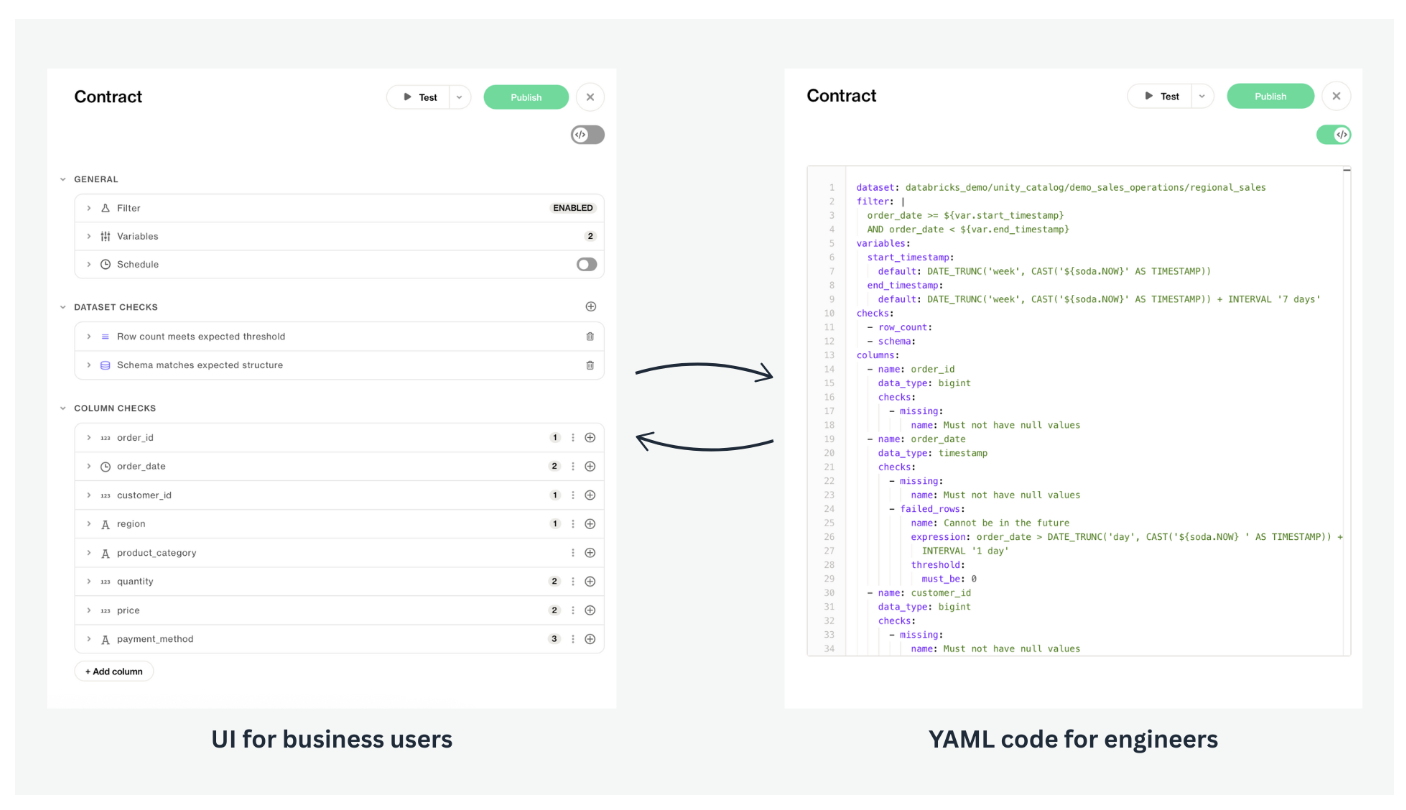 Contract
Test
Publish
</>
GENERAL
Filter ENABLED
Variables 2
Schedule
DATASET CHECKS
Row count meets expected threshold
Schema matches expected structure
COLUMN CHECKS
123 order_id 1
order_date 2
123 customer_id 1
region 1
product_category
123 quantity 2
123 price 2
payment_method 3
+ Add column
UI for business users
Contract
Test
Publish
</>
1 dataset: databricks_demo/unity_catalog/demo_sales_operations/regional_sales
2 filter: |
3 order_date >= ${var.start_timestamp}
4 AND order_date < ${var.end_timestamp}
5 variables:
6 start_timestamp:
7 default: DATE_TRUNC('week', CAST('${soda.NOW}' AS TIMESTAMP))
8 end_timestamp:
9 default: DATE_TRUNC('week', CAST('${soda.NOW}' AS TIMESTAMP)) + INTERVAL '7 days'
10 checks:
11 - row_count:
12 - schema:
13 columns:
14 - name: order_id
15 data_type: bigint
16 checks:
17 - missing:
18 name: Must not have null values
19 - name: order_date
20 data_type: timestamp
21 checks:
22 - missing:
23 name: Must not have null values
24 - failed_rows:
25 name: Cannot be in the future
26 expression: order_date > DATE_TRUNC('day', CAST('${soda.NOW} ' AS TIMESTAMP)) +
27 INTERVAL '1 day'
28 threshold:
29 must_be: 0
30 - name: customer_id
31 data_type: bigint
32 checks:
33 - missing:
34 name: Must not have null values
YAML code for engineers